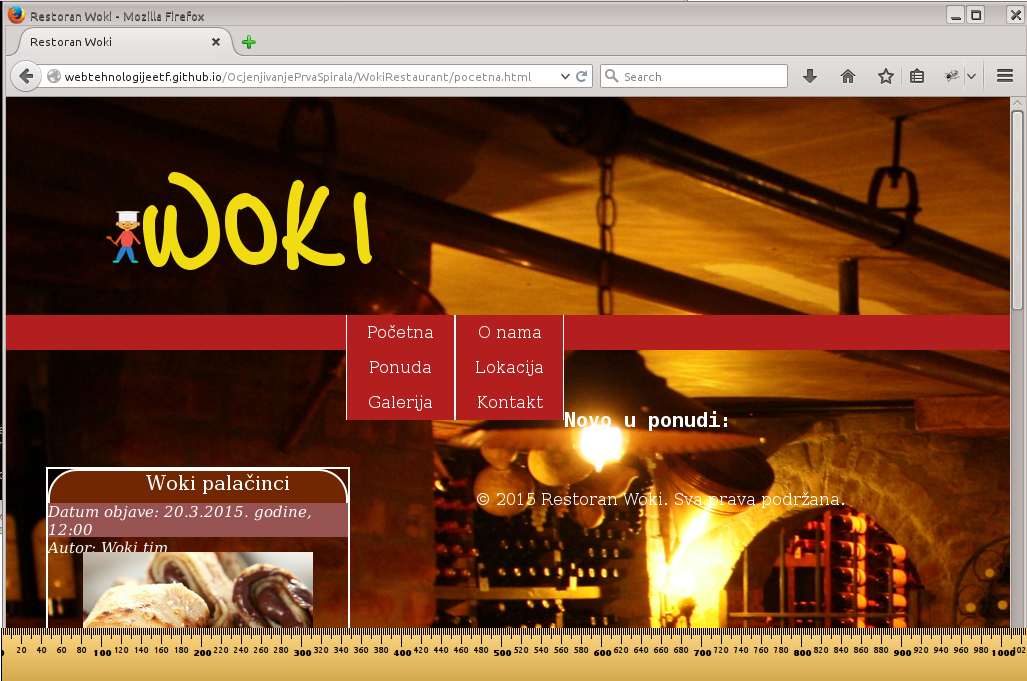 Restoran Woki - Mozilla Firefox
Restoran Woki
webtehnologijeetf.github.io/OcjenjivanjePrvaSpirala/WokiRestaurant/pocetna.html
Search
WOKI
Početna
O nama
Ponuda
Lokacija
Galerija
Kontakt
Novo u ponudi:
Woki palačinci
© 2015 Restoran Woki. Sva prava podržana.
Datum objave: 20.3.2015. godine,
12:00
Autor: Woki tim
20 40 60 80 100 120 140 160 180 200 220 240 260 280 300 320 340 360 380 400 420 440 460 480 500 520 540 560 580 600 620 640 660 680 700 720 740 760 780 800 820 840 860 880 900 920 940 960 980 1000